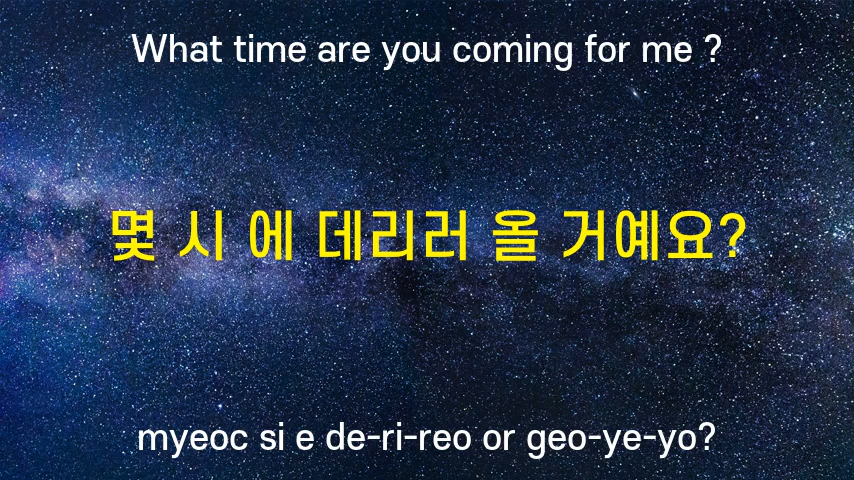 What time are you coming for me ?
몇 시 에 데리러 올 거예요?
myeoc si e de-ri-reo or geo-ye-yo?